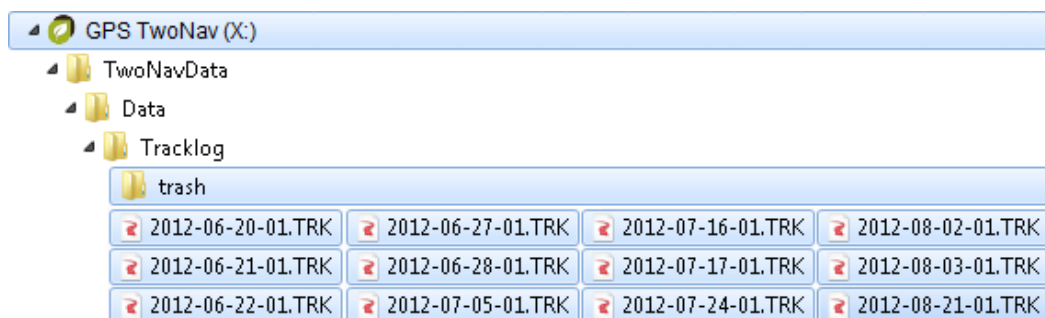 GPS TwoNav (X:)
TwoNavData
Data
Tracklog
trash
2012-06-20-01.TRK 2012-06-27-01.TRK 2012-07-16-01.TRK 2012-08-02-01.TRK
2012-06-21-01.TRK 2012-06-28-01.TRK 2012-07-17-01.TRK 2012-08-03-01.TRK
2012-06-22-01.TRK 2012-07-05-01.TRK 2012-07-24-01.TRK 2012-08-21-01.TRK